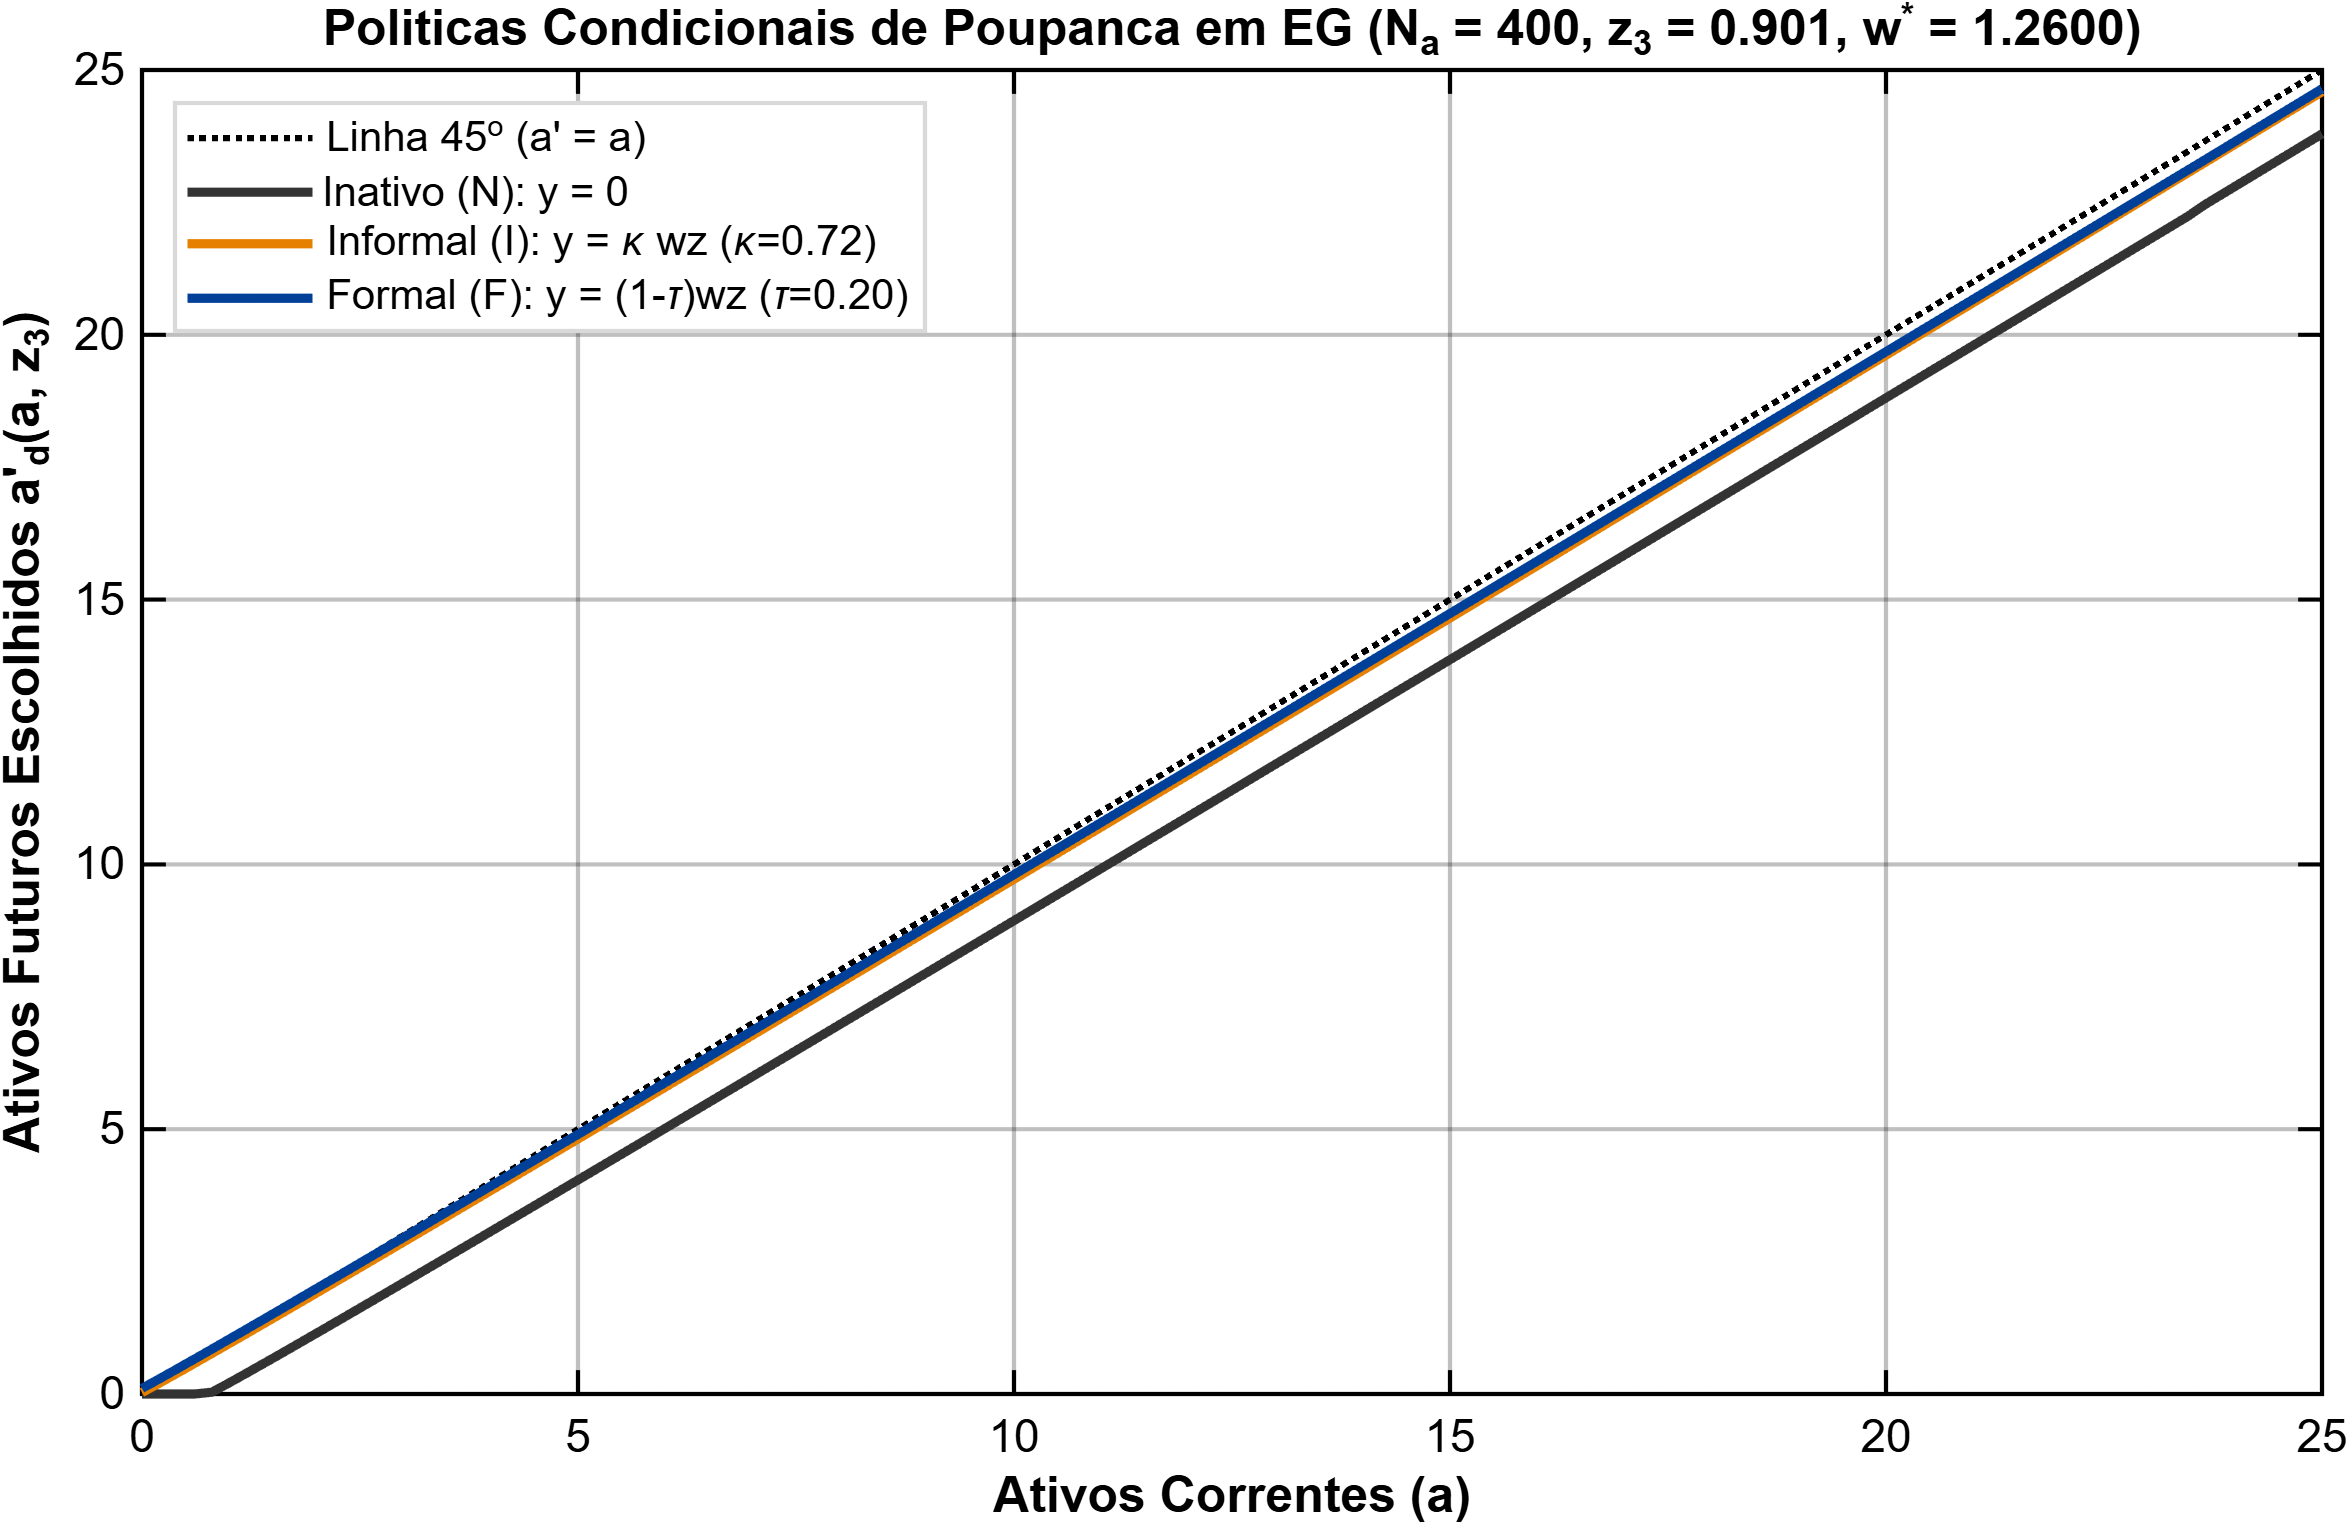 Politicas Condicionais de Poupanca em EG (Nₐ = 400, z₃ = 0.901, w* = 1.2600)
Linha 45º (a' = a)
Inativo (N): y = 0
Informal (I): y = κ wz (κ=0.72)
Formal (F): y = (1-τ)wz (τ=0.20)
Ativos Futuros Escolhidos a'd(a, z₃)
25
20
15
10
5
0
0 5 10 15 20 25
Ativos Correntes (a)